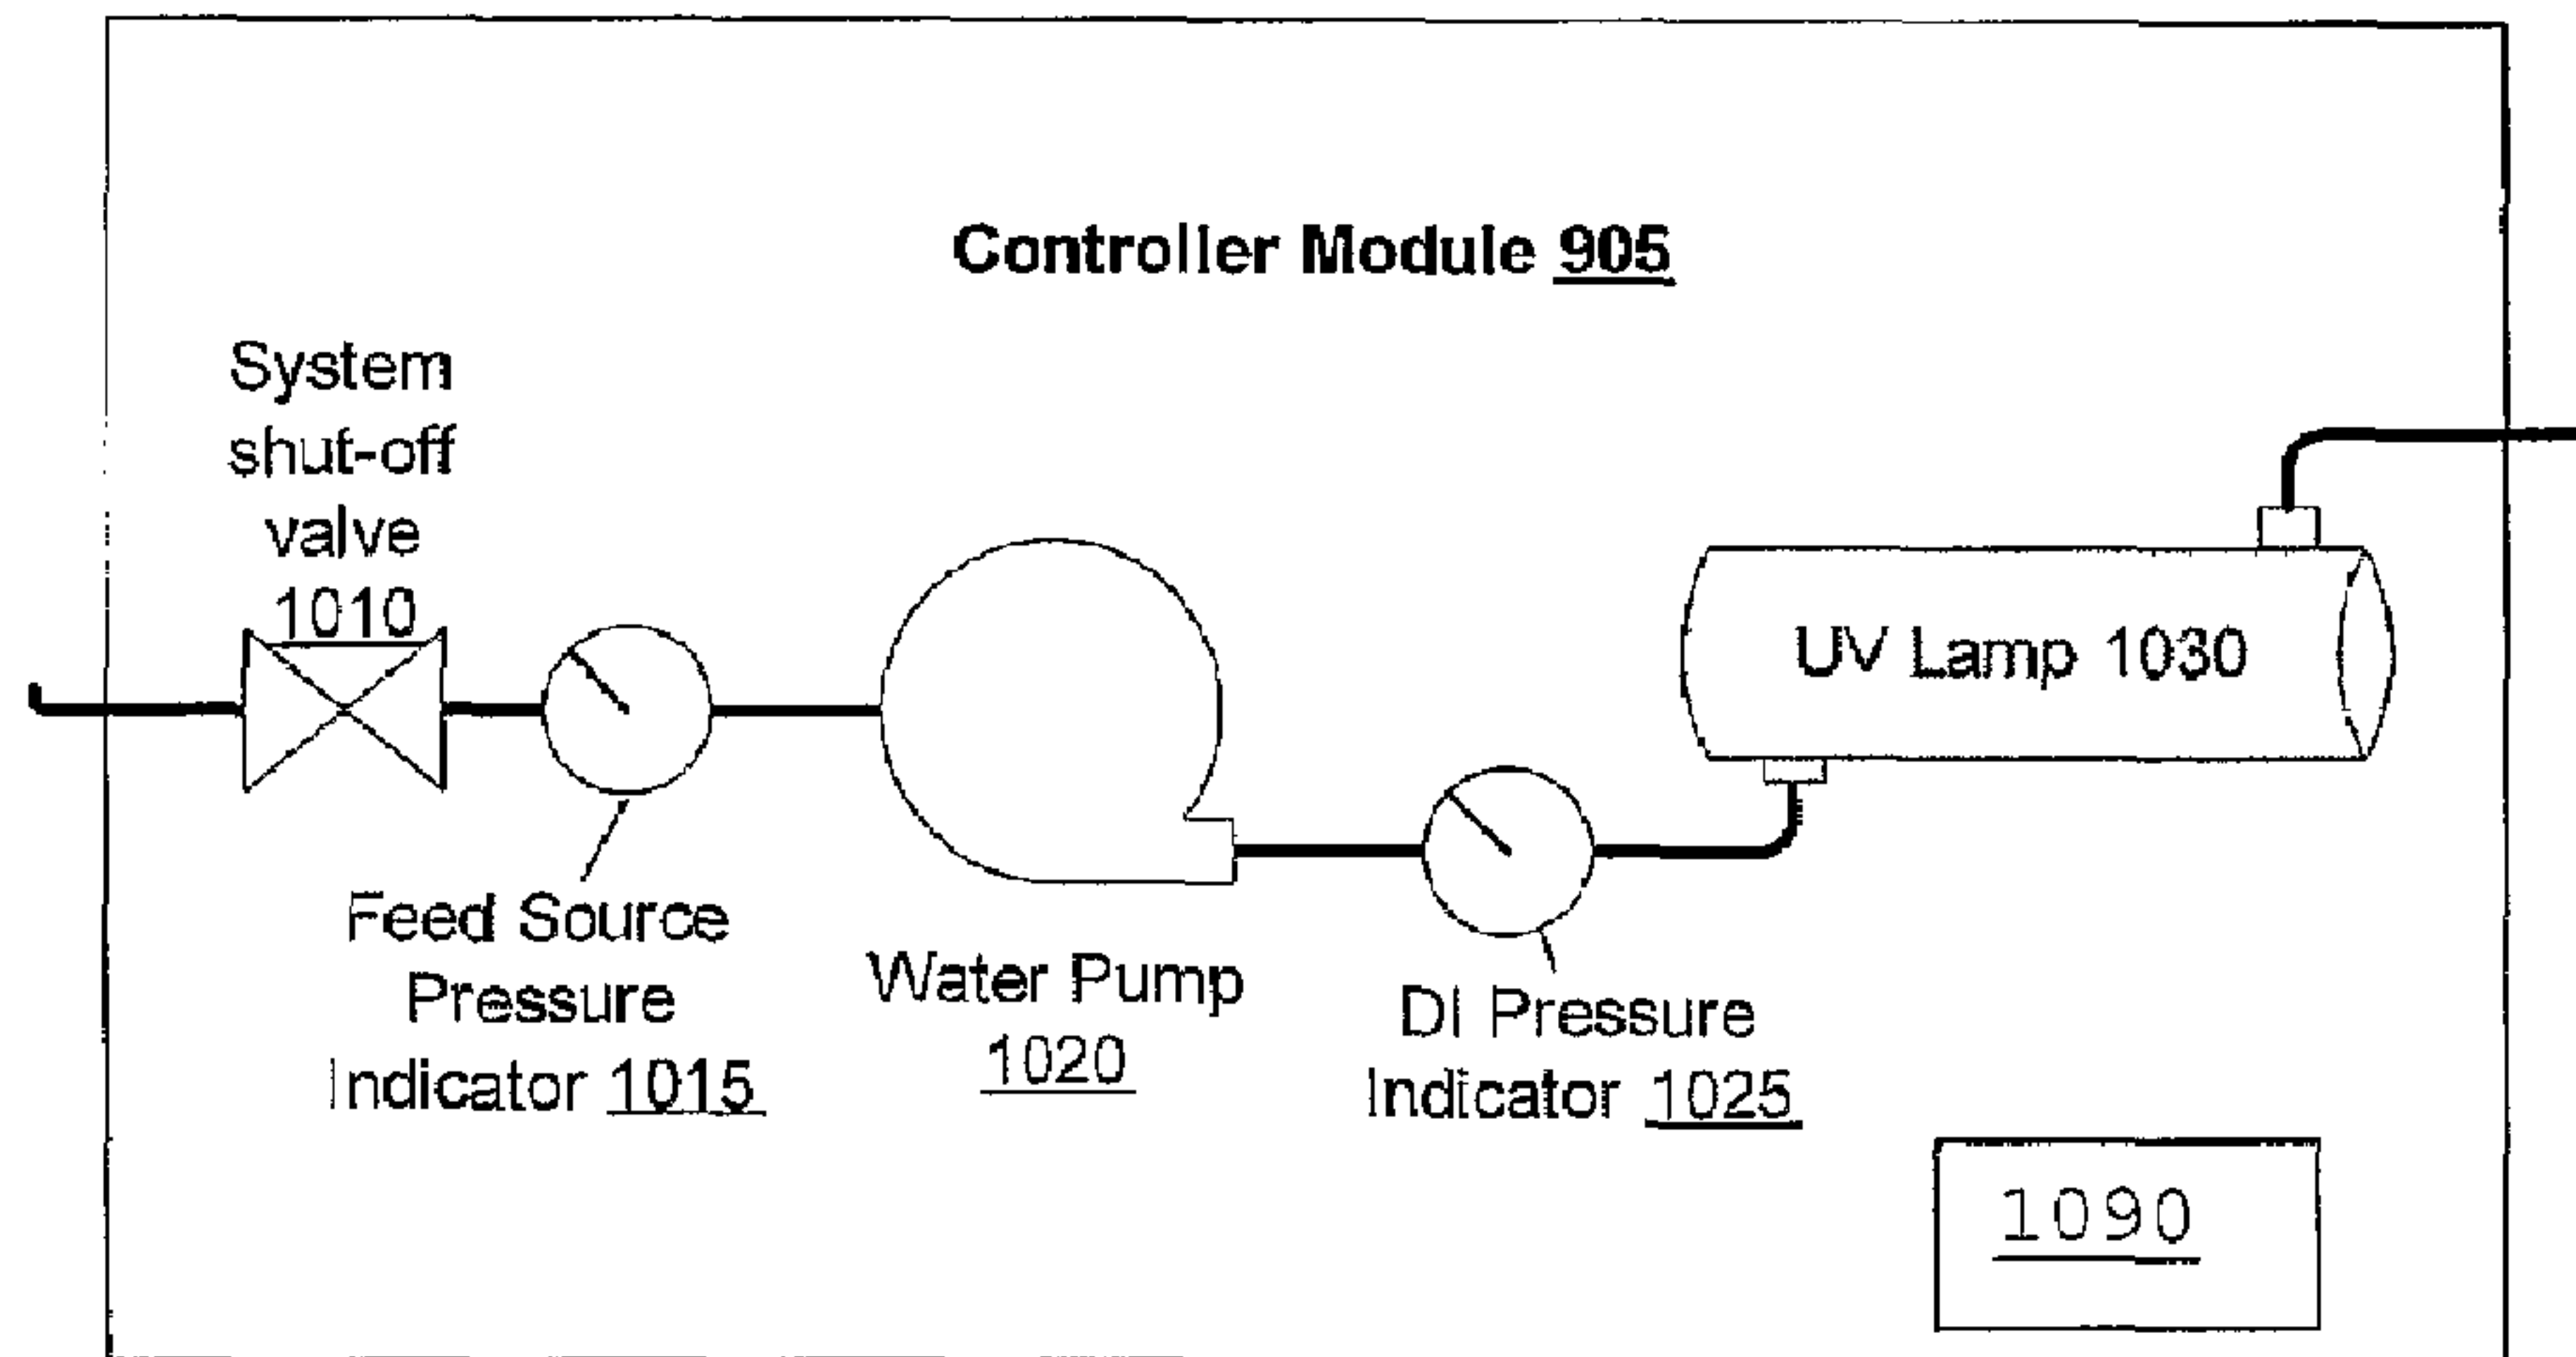 Controller Module 905
System
shut-off
valve
1010
UV Lamp 1030
Feed Source
Pressure
Indicator 1015
Water Pump
1020
DI Pressure
Indicator 1025
1090